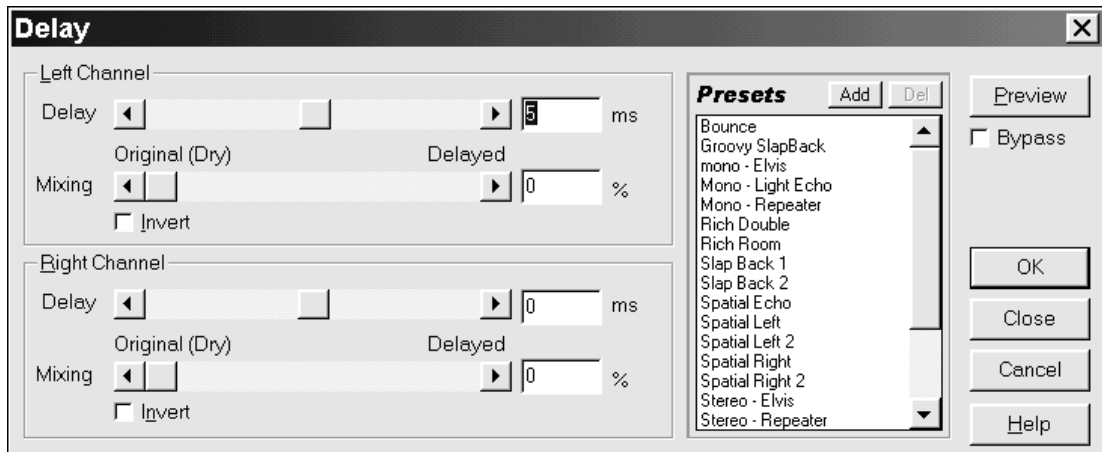 Delay
Left Channel
Delay 5 ms
Original (Dry) Delayed
Mixing 0 %
Invert
Right Channel
Delay 0 ms
Original (Dry) Delayed
Mixing 0 %
Invert
Presets Add Del
Bounce
Groovy SlapBack
mono - Elvis
Mono - Light Echo
Mono - Repeater
Rich Double
Rich Room
Slap Back 1
Slap Back 2
Spatial Echo
Spatial Left
Spatial Left 2
Spatial Right
Spatial Right 2
Stereo - Elvis
Stereo - Repeater
Preview
Bypass
OK
Close
Cancel
Help